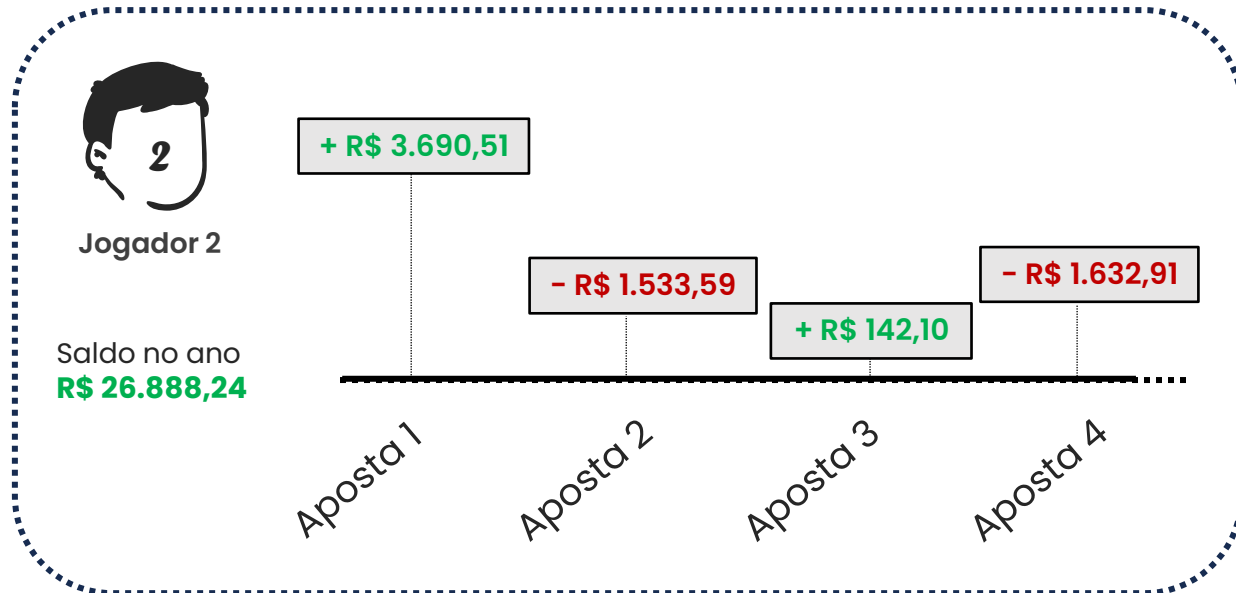 2
Jogador 2
Saldo no ano
R$ 26.888,24
+ R$ 3.690,51
− R$ 1.533,59
+ R$ 142,10
− R$ 1.632,91
Aposta 1
Aposta 2
Aposta 3
Aposta 4